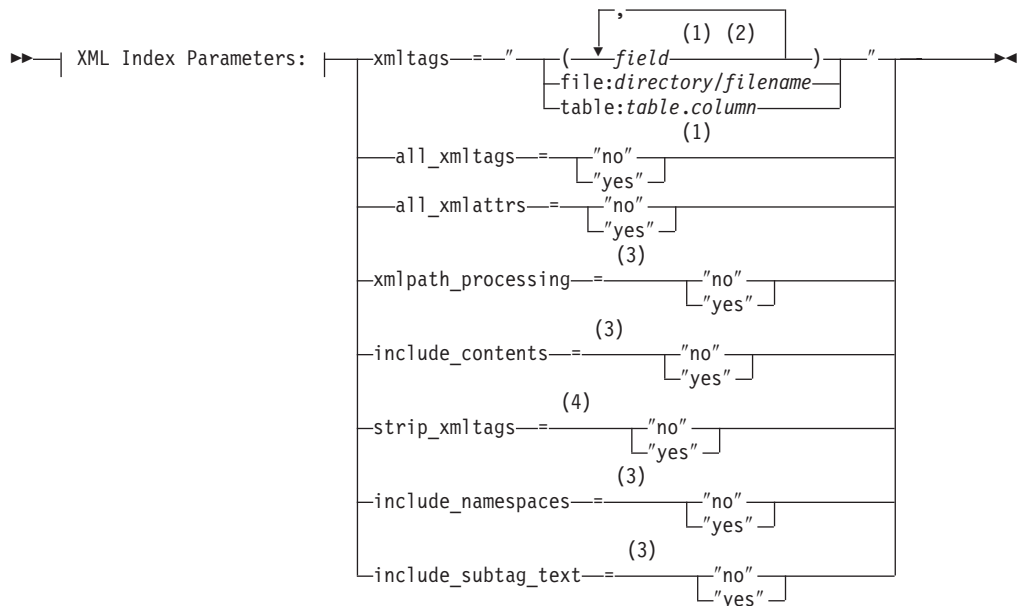 ,
(1) (2)
XML Index Parameters: xmltags = " ( field ) "
file:directory/filename
table:table.column
(1)
all_xmltags = "no"
"yes"
all_xmlattrs = "no"
"yes"
(3)
xmlpath_processing = "no"
"yes"
(3)
include_contents = "no"
"yes"
(4)
strip_xmltags = "no"
"yes"
(3)
include_namespaces = "no"
"yes"
(3)
include_subtag_text = "no"
"yes"